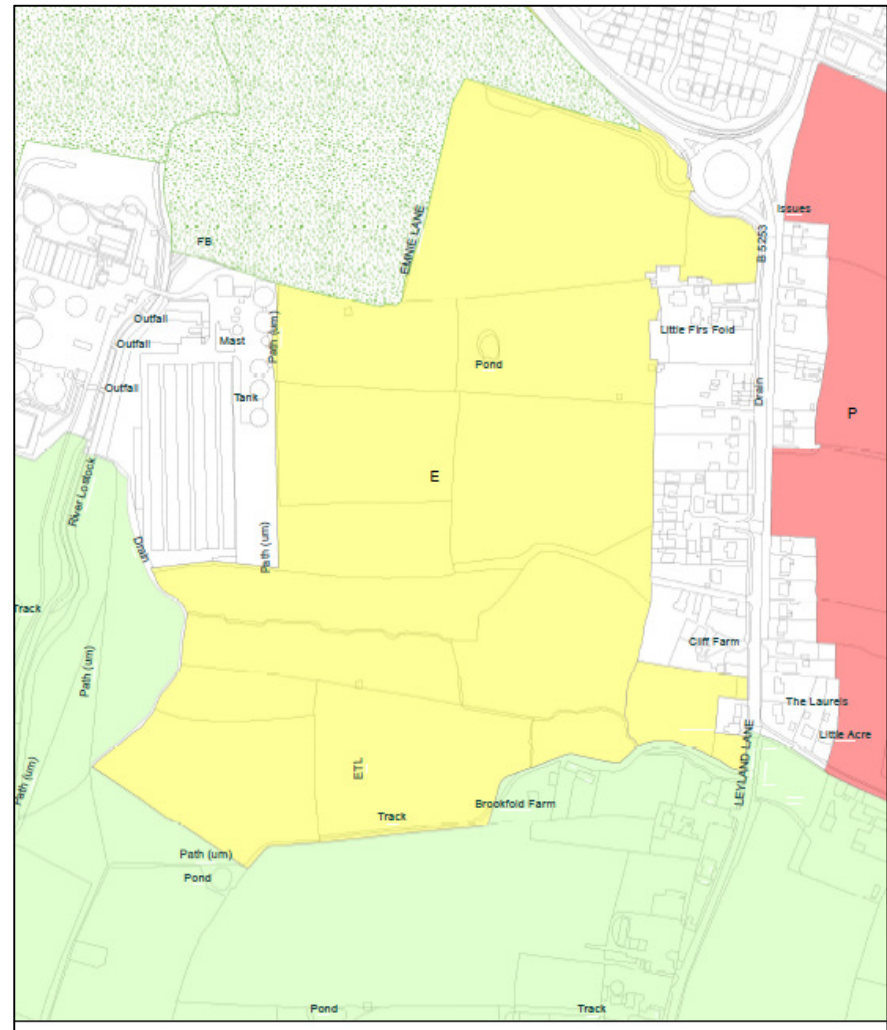 Issues
EMNIE LANE
B 5253
FB
Outfall
Little Firs Fold
Outfall
Mast
Path (um)
Pond
Outfall
Tank
Drain
P
E
River Lostock
Path (um)
Drain
Track
Cliff Farm
Path (um)
The Laurels
Little Acre
ETL
LEYLAND LANE
Path (um)
Brookfold Farm
Track
Path (um)
Pond
Pond
Track